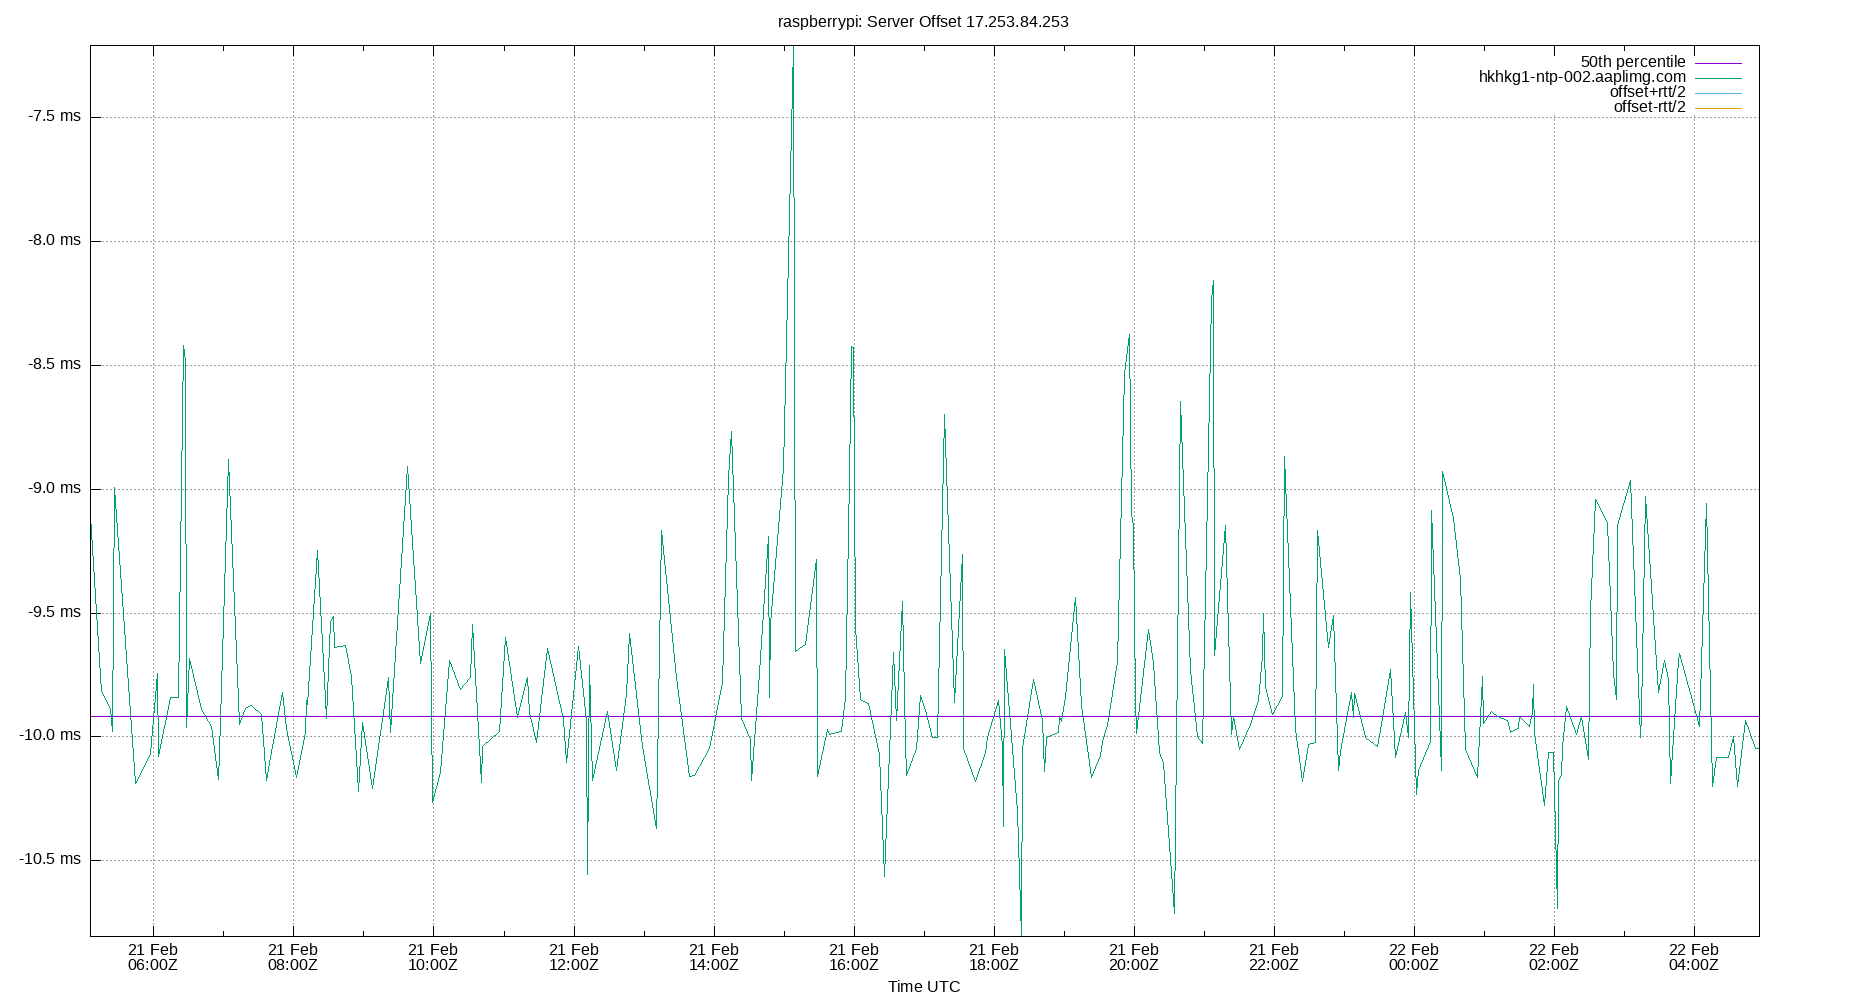 raspberrypi: Server Offset 17.253.84.253
50th percentile
hkhkg1-ntp-002.aaplimg.com
offset+rtt/2
offset-rtt/2
-7.5 ms
-8.0 ms
-8.5 ms
-9.0 ms
-9.5 ms
-10.0 ms
-10.5 ms
21 Feb 21 Feb 21 Feb 21 Feb 21 Feb 21 Feb 21 Feb 21 Feb 21 Feb 22 Feb 22 Feb 22 Feb
06:00Z 08:00Z 10:00Z 12:00Z 14:00Z 16:00Z 18:00Z 20:00Z 22:00Z 00:00Z 02:00Z 04:00Z
Time UTC